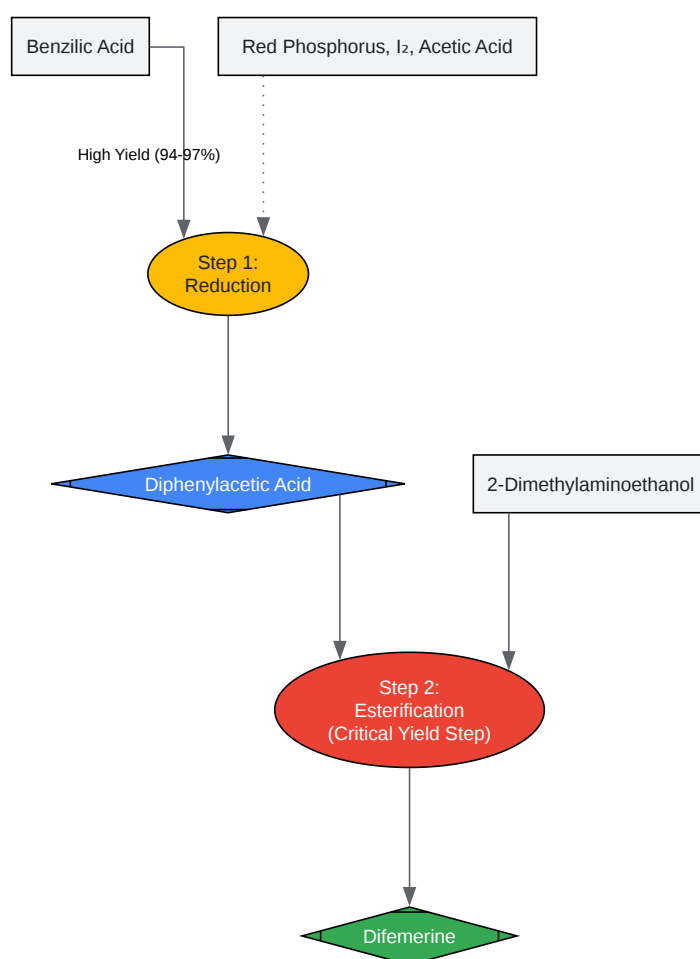 Benzilic Acid
Red Phosphorus, I₂, Acetic Acid
High Yield (94-97%)
Step 1:
Reduction
Diphenylacetic Acid
2-Dimethylaminoethanol
Step 2:
Esterification
(Critical Yield Step)
Difemerine